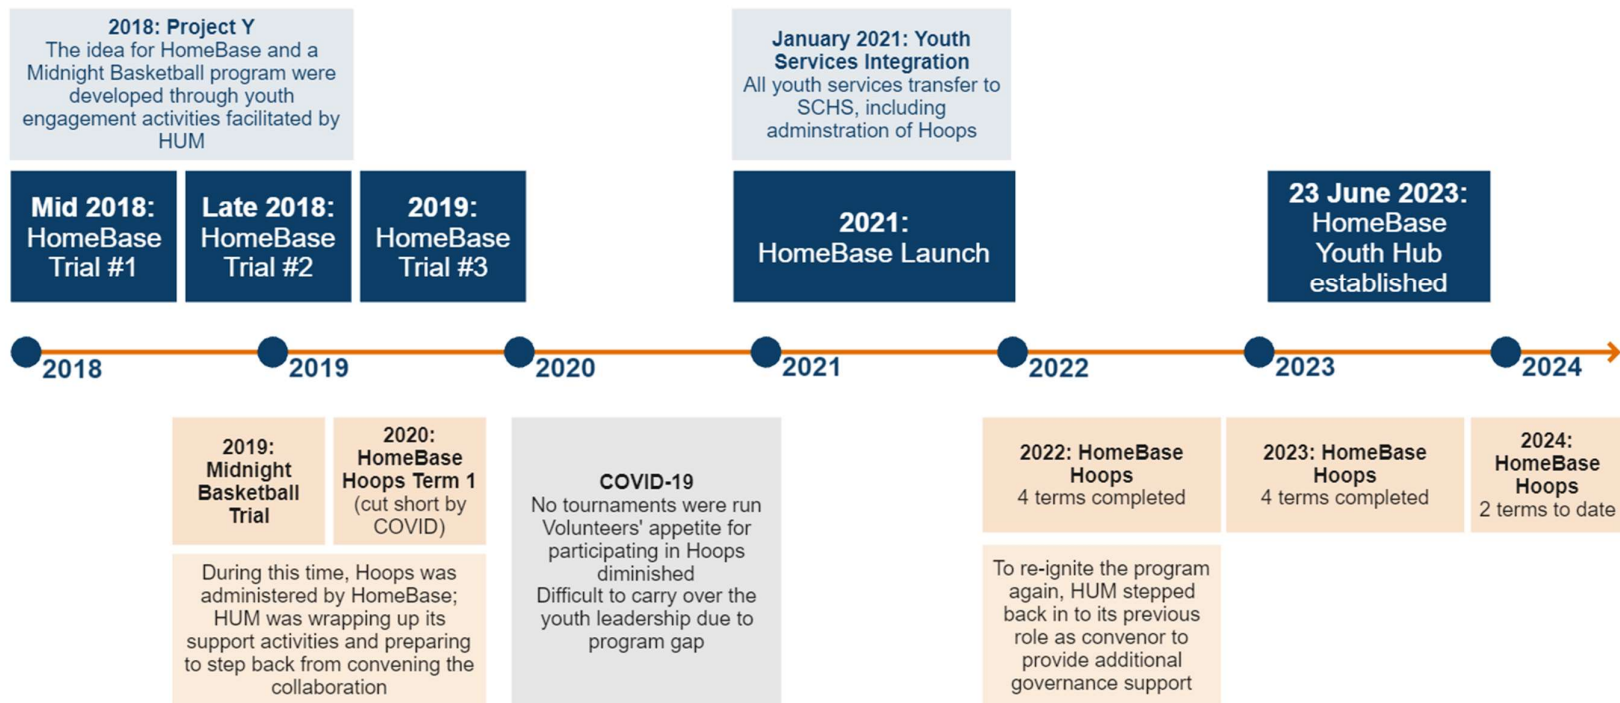 2018: Project Y
The idea for HomeBase and a
Midnight Basketball program were
developed through youth
engagement activities facilitated by
HUM
January 2021: Youth
Services Integration
All youth services transfer to
SCHS, including
adminstration of Hoops
Mid 2018:
HomeBase
Trial #1
Late 2018:
HomeBase
Trial #2
2019:
HomeBase
Trial #3
2021:
HomeBase Launch
23 June 2023:
HomeBase
Youth Hub
established
2018
2019
2020
2021
2022
2023
2024
2019:
Midnight
Basketball
Trial
2020:
HomeBase
Hoops Term 1
(cut short by
COVID)
During this time, Hoops was
administered by HomeBase;
HUM was wrapping up its
support activities and preparing
to step back from convening the
collaboration
COVID-19
No tournaments were run
Volunteers' appetite for
participating in Hoops
diminished
Difficult to carry over the
youth leadership due to
program gap
2022: HomeBase
Hoops
4 terms completed
To re-ignite the program
again, HUM stepped
back in to its previous
role as convenor to
provide additional
governance support
2023: HomeBase
Hoops
4 terms completed
2024:
HomeBase
Hoops
2 terms to date